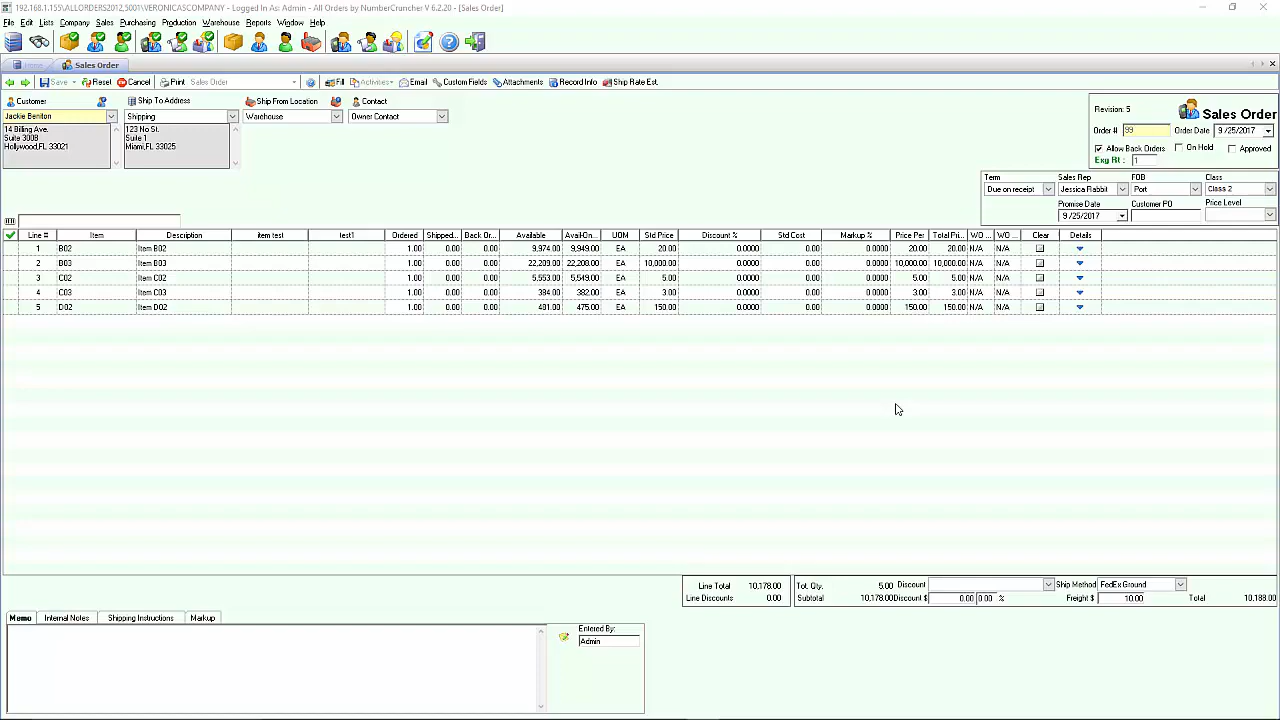 192.168.1.155\ALLORDERS2012,5001\VERONICASCOMPANY - Logged In As: Admin - All Orders by NumberCruncher V 6.2.20 - [Sales Order]
File Edit Lists Company Sales Purchasing Production Warehouse Reports Window Help
Home Sales Order
Save Reset Cancel Print Sales Order Fill Activities Email Custom Fields Attachments Record Info Ship Rate Est.
Customer Ship To Address Ship From Location Contact
Jackie Beniton Shipping Warehouse Owner Contact
14 Billing Ave.
Suite 3008
Hollywood,FL 33021
123 No St.
Suite 1
Miami,FL 33025
Revision: 5 Sales Order
Order # 99 Order Date 9 /25/2017
Allow Back Orders On Hold Approved
Exg Rt : 1
Term Sales Rep FOB Class
Due on receipt Jessica Rabbit Port Class 2
Promise Date Customer PO Price Level
9 /25/2017
Line # Item Description item test test1 Ordered Shipped... Back Or... Available Avail-On... UOM Std Price Discount % Std Cost Markup % Price Per Total Pri... WO ... WO ... Clear Details
1 B02 Item B02 1.00 0.00 0.00 9,974.00 9,949.00 EA 20.00 0.0000 0.00 0.0000 20.00 20.00 N/A N/A
2 B03 Item B03 1.00 0.00 0.00 22,209.00 22,208.00 EA 10,000.00 0.0000 0.00 0.0000 10,000.00 10,000.00 N/A N/A
3 C02 Item C02 1.00 0.00 0.00 5,553.00 5,549.00 EA 5.00 0.0000 0.00 0.0000 5.00 5.00 N/A N/A
4 C03 Item C03 1.00 0.00 0.00 384.00 382.00 EA 3.00 0.0000 0.00 0.0000 3.00 3.00 N/A N/A
5 D02 Item D02 1.00 0.00 0.00 481.00 475.00 EA 150.00 0.0000 0.00 0.0000 150.00 150.00 N/A N/A
Line Total 10,178.00 Tot. Qty. 5.00 Discount Ship Method FedEx Ground
Line Discounts 0.00 Subtotal 10,178.00 Discount $ 0.00 0.00 % Freight $ 10.00 Total 10,188.00
Memo Internal Notes Shipping Instructions Markup
Entered By:
Admin